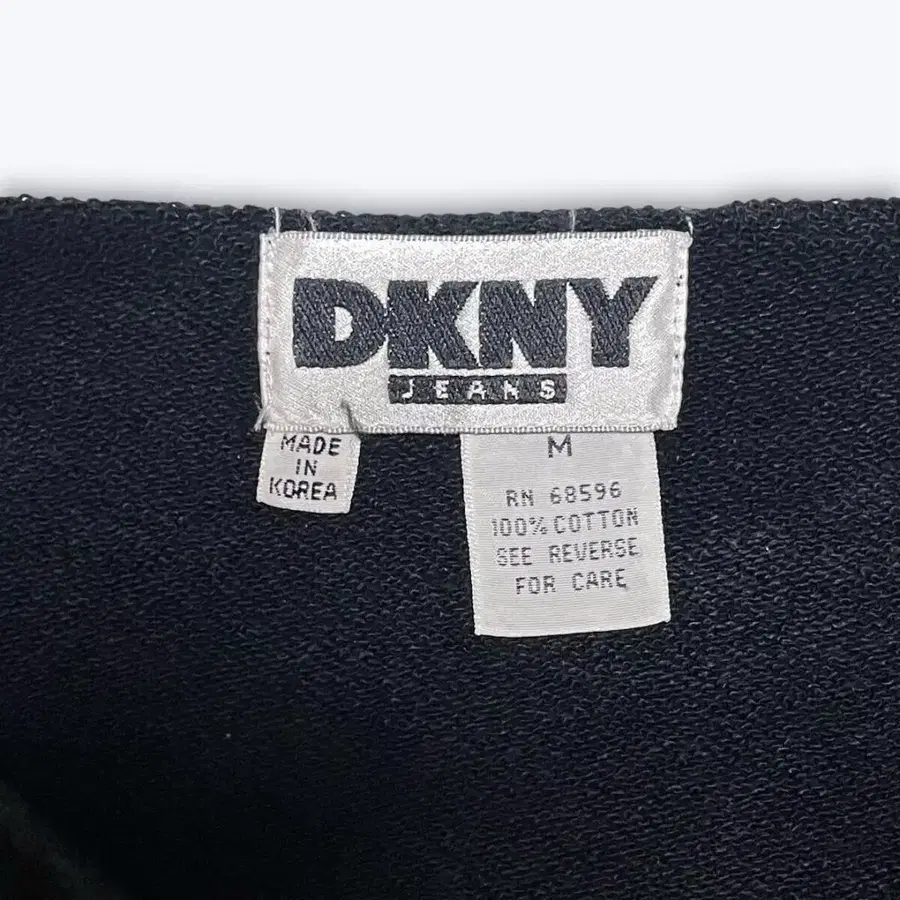 DKNY
JEANS
MADE
IN
KOREA
M
RN 68596
100% COTTON
SEE REVERSE
FOR CARE